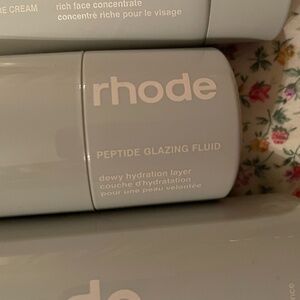 RE CREAM
rich face concentrate
concentré riche pour le visage
rhode
PEPTIDE GLAZING FLUID
dewy hydration layer
couche d'hydratation
pour une peau veloutée
de